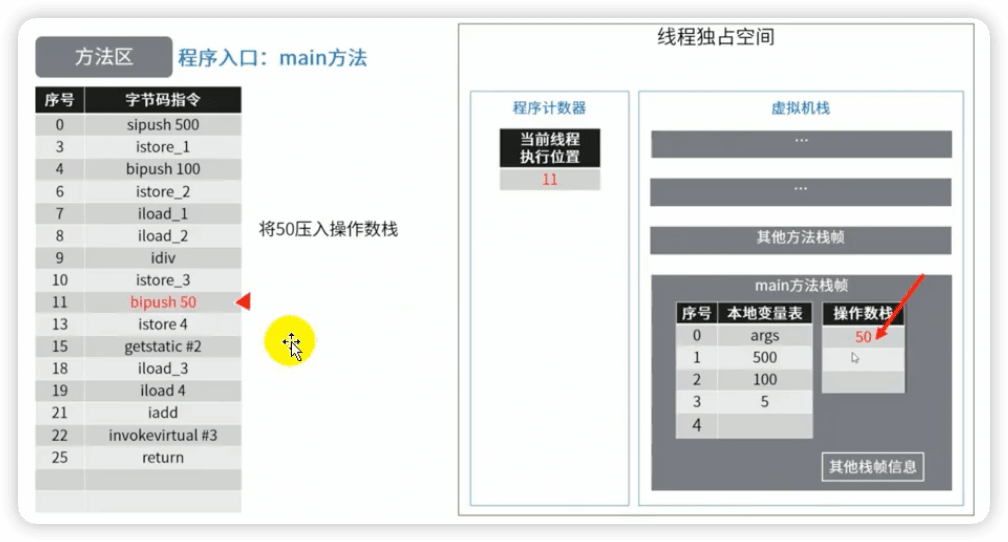 方法区 程序入口：main方法
序号 字节码指令
0 sipush 500
3 istore_1
4 bipush 100
6 istore_2
7 iload_1
8 iload_2
9 idiv
10 istore_3
11 bipush 50
13 istore 4
15 getstatic #2
18 iload_3
19 iload 4
21 iadd
22 invokevirtual #3
25 return
将50压入操作数栈
线程独占空间
程序计数器
当前线程
执行位置
11
虚拟机栈
...
...
其他方法栈帧
main方法栈帧
序号 本地变量表
0 args
1 500
2 100
3 5
4
操作数栈
50
其他栈帧信息